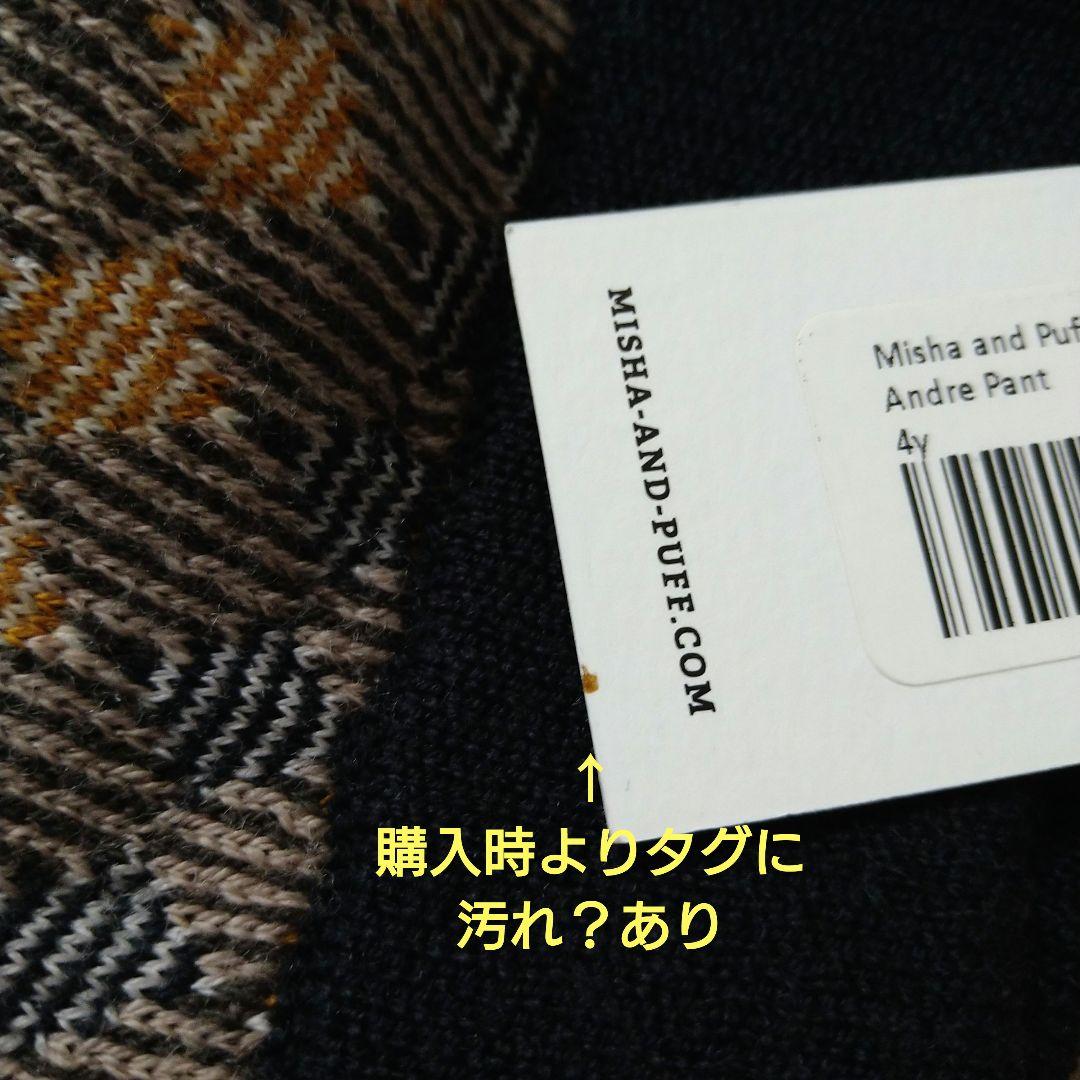 MISHA-AND-PUFF.COM
Misha and Puff
Andre Pant
4y
↑
購入時よりタグに
汚れ?あり